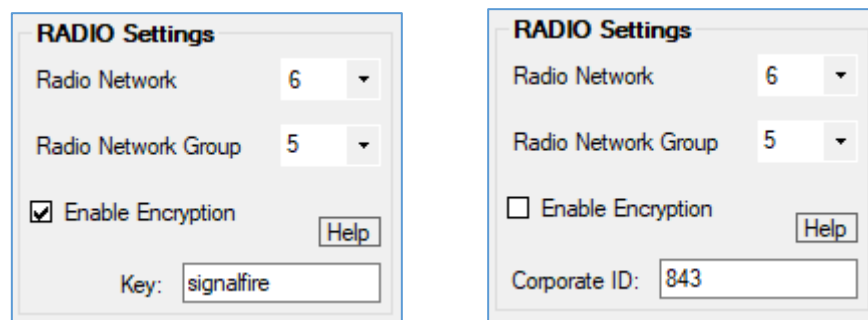 RADIO Settings
Radio Network 6
Radio Network Group 5
Enable Encryption
Help
Key: signalfire
RADIO Settings
Radio Network 6
Radio Network Group 5
Enable Encryption
Help
Corporate ID: 843